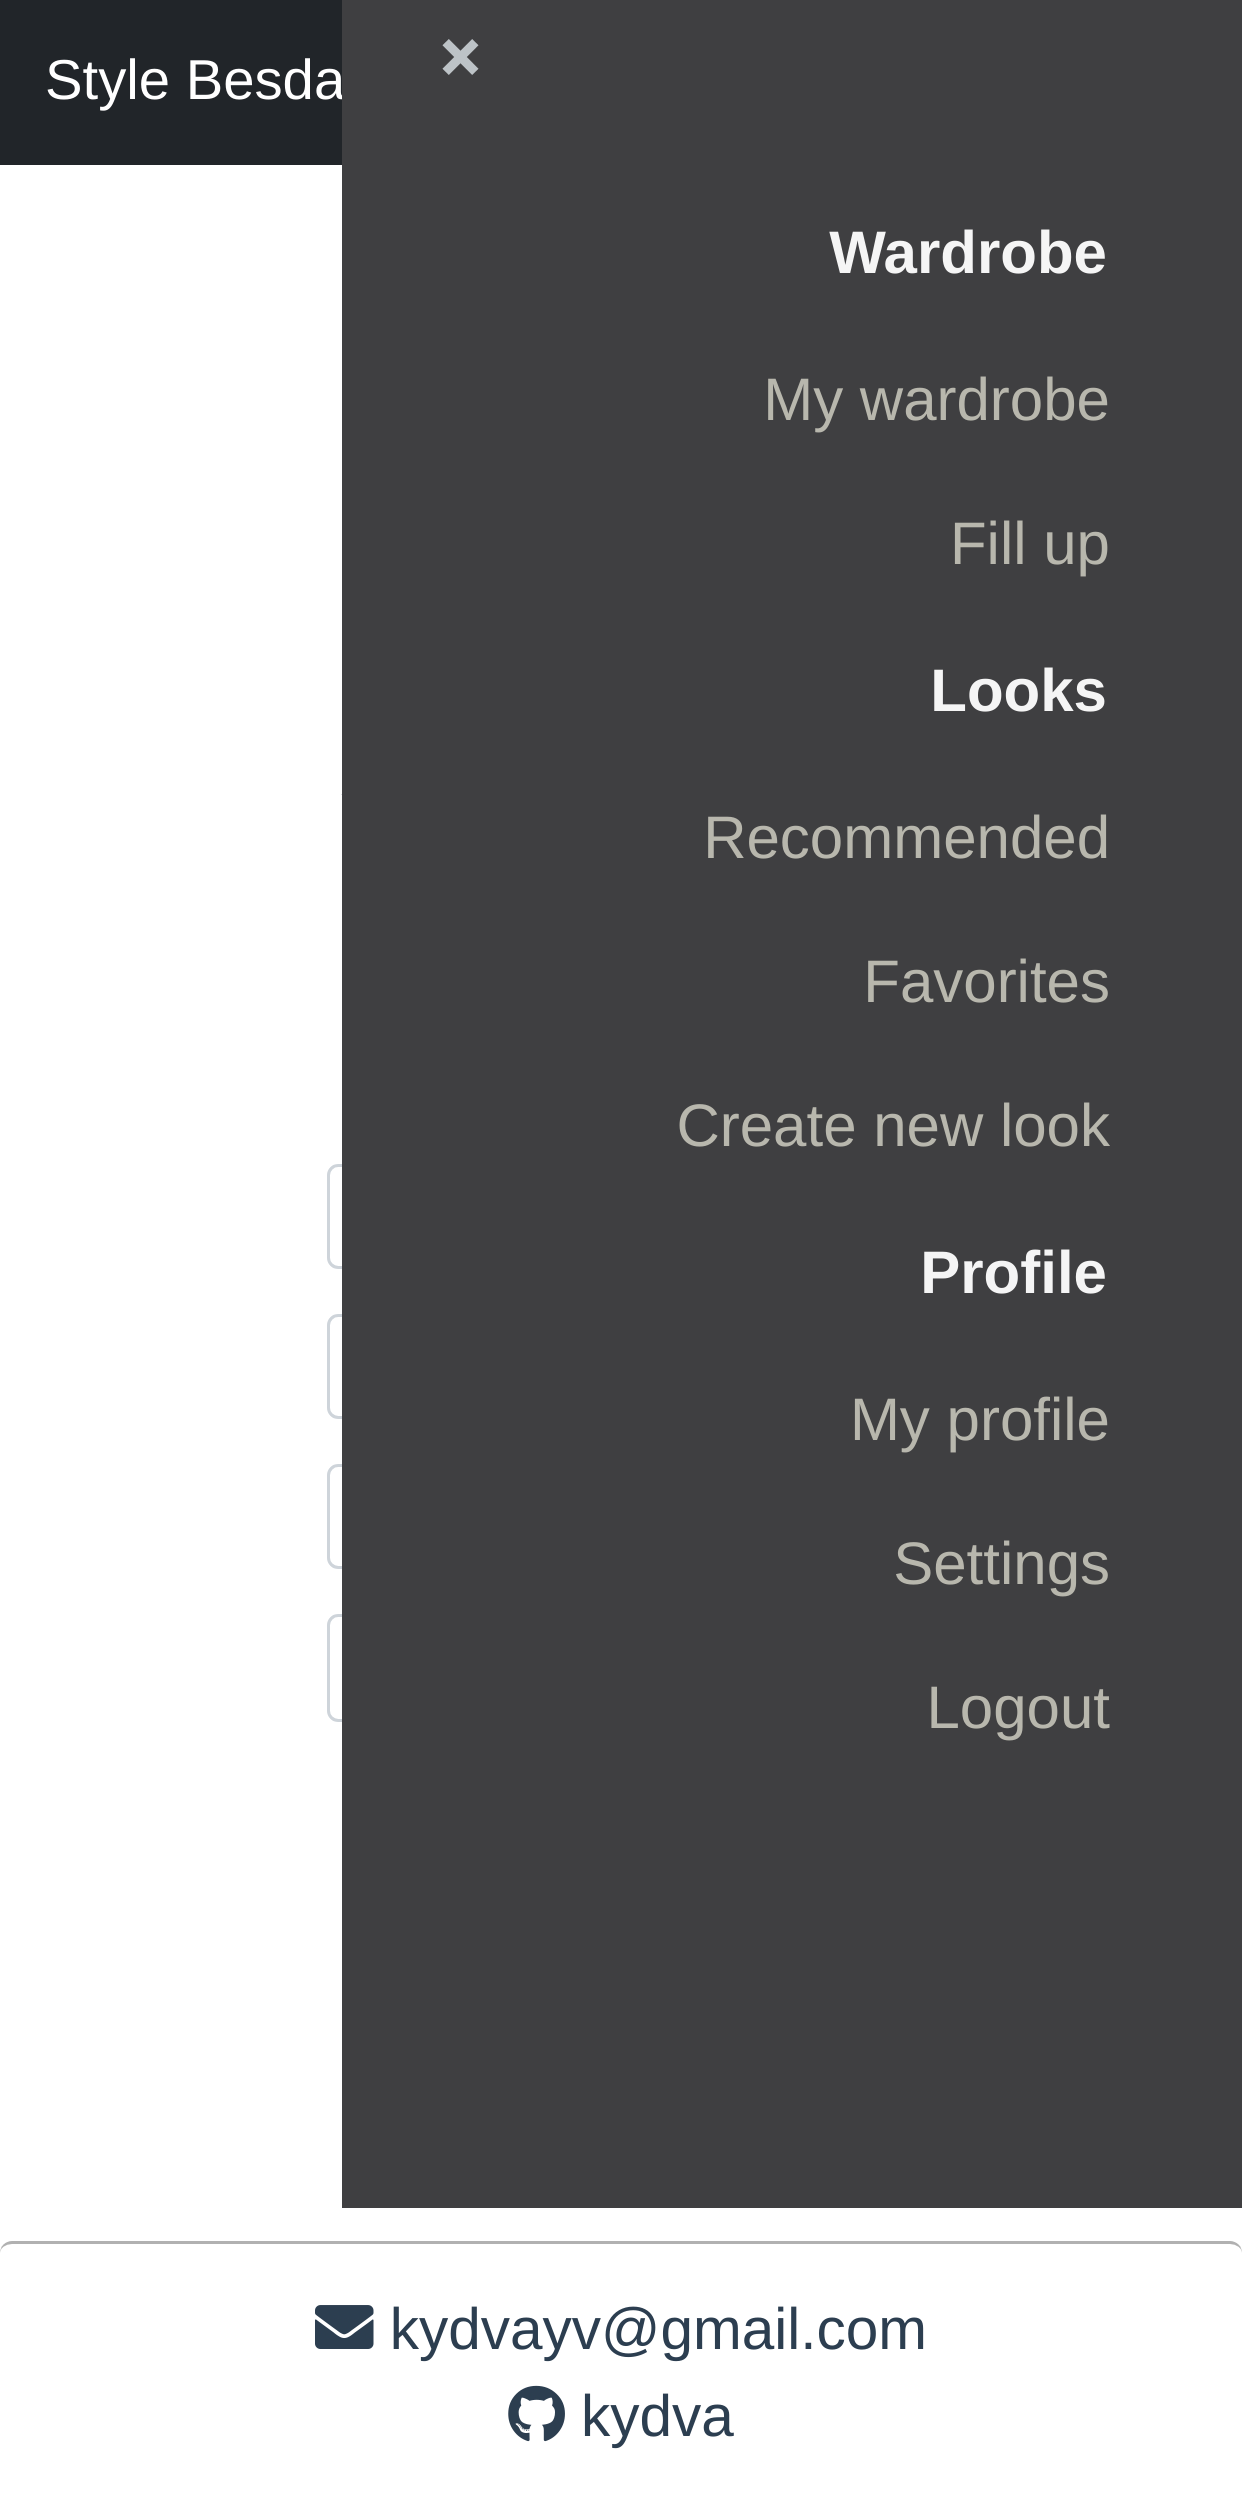 Style Besda
Wardrobe
My wardrobe
Fill up
Looks
Recommended
Favorites
Create new look
Profile
My profile
Settings
Logout
kydvayw@gmail.com
kydva